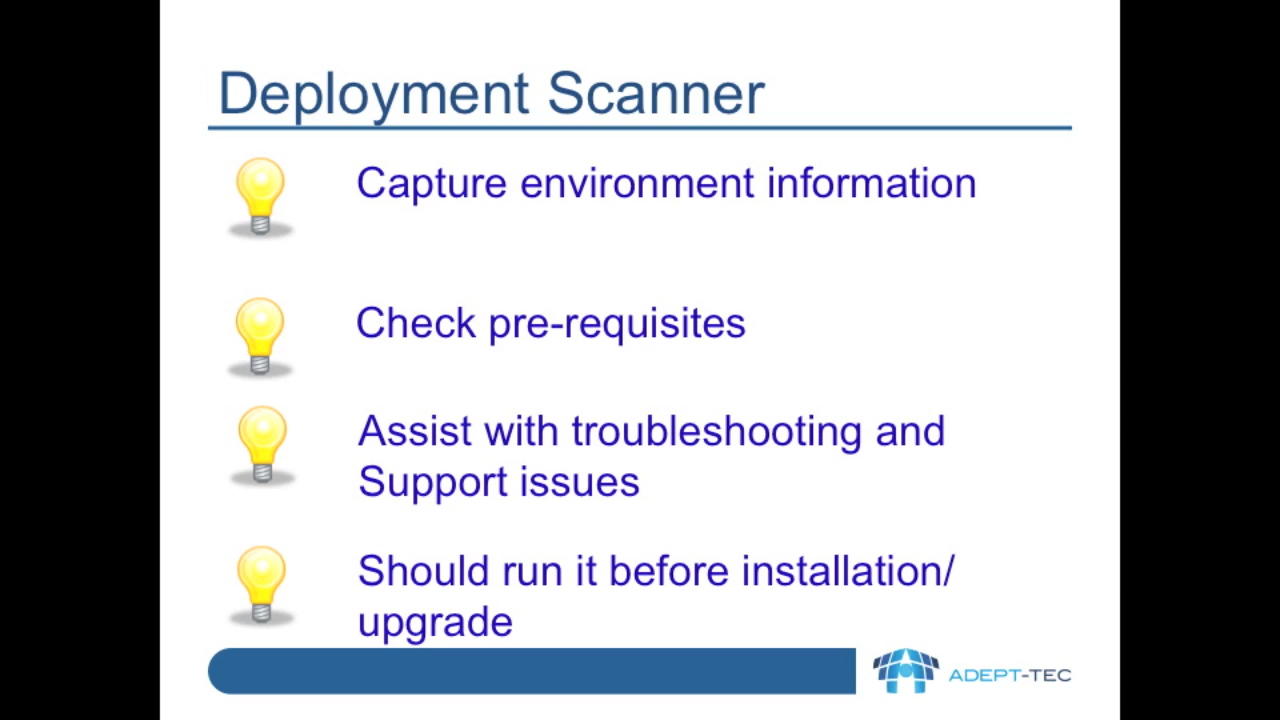 Deployment Scanner
Capture environment information
Check pre-requisites
Assist with troubleshooting and
Support issues
Should run it before installation/
upgrade
ADEPT-TEC